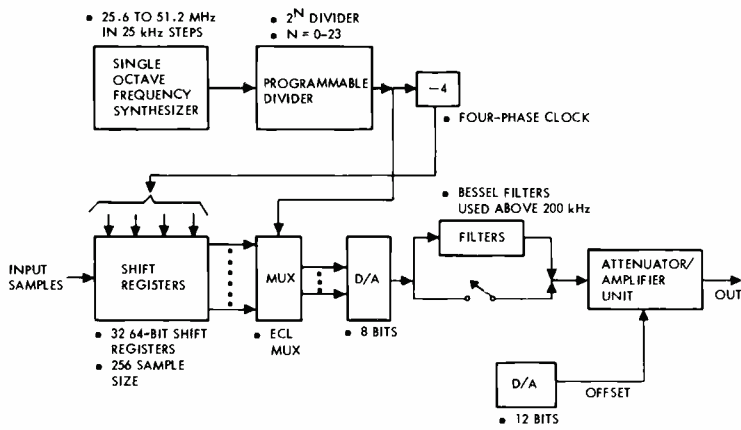 • 25.6 TO 51.2 MHz
IN 25 kHz STEPS
• 2^N DIVIDER
• N = 0-23
SINGLE
OCTAVE
FREQUENCY
SYNTHESIZER
PROGRAMMABLE
DIVIDER
-4
• FOUR-PHASE CLOCK
• BESSEL FILTERS
USED ABOVE 200 kHz
INPUT
SAMPLES
SHIFT
REGISTERS
MUX
D/A
FILTERS
ATTENUATOR/
AMPLIFIER
UNIT
OUT
• 32 64-BIT SHIFT
REGISTERS
• 256 SAMPLE
SIZE
• ECL
MUX
• 8 BITS
D/A
OFFSET
• 12 BITS